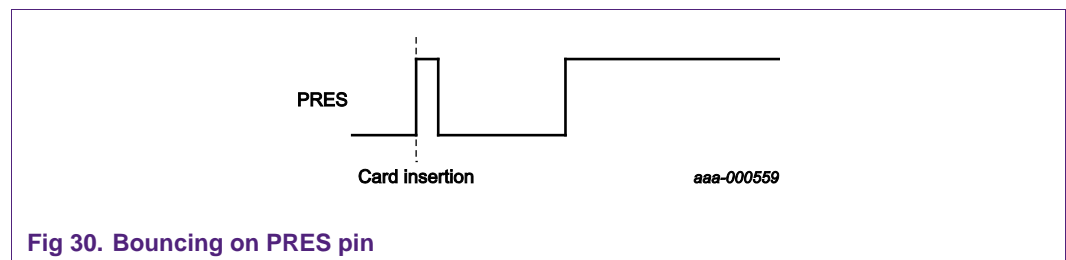 PRES
Card insertion
aaa-000559
Fig 30. Bouncing on PRES pin